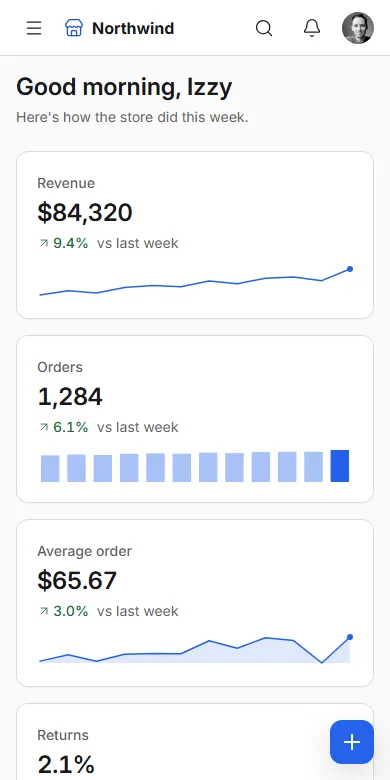 Northwind
Good morning, Izzy
Here's how the store did this week.
Revenue
$84,320
9.4% vs last week
Orders
1,284
6.1% vs last week
Average order
$65.67
3.0% vs last week
Returns
2.1%